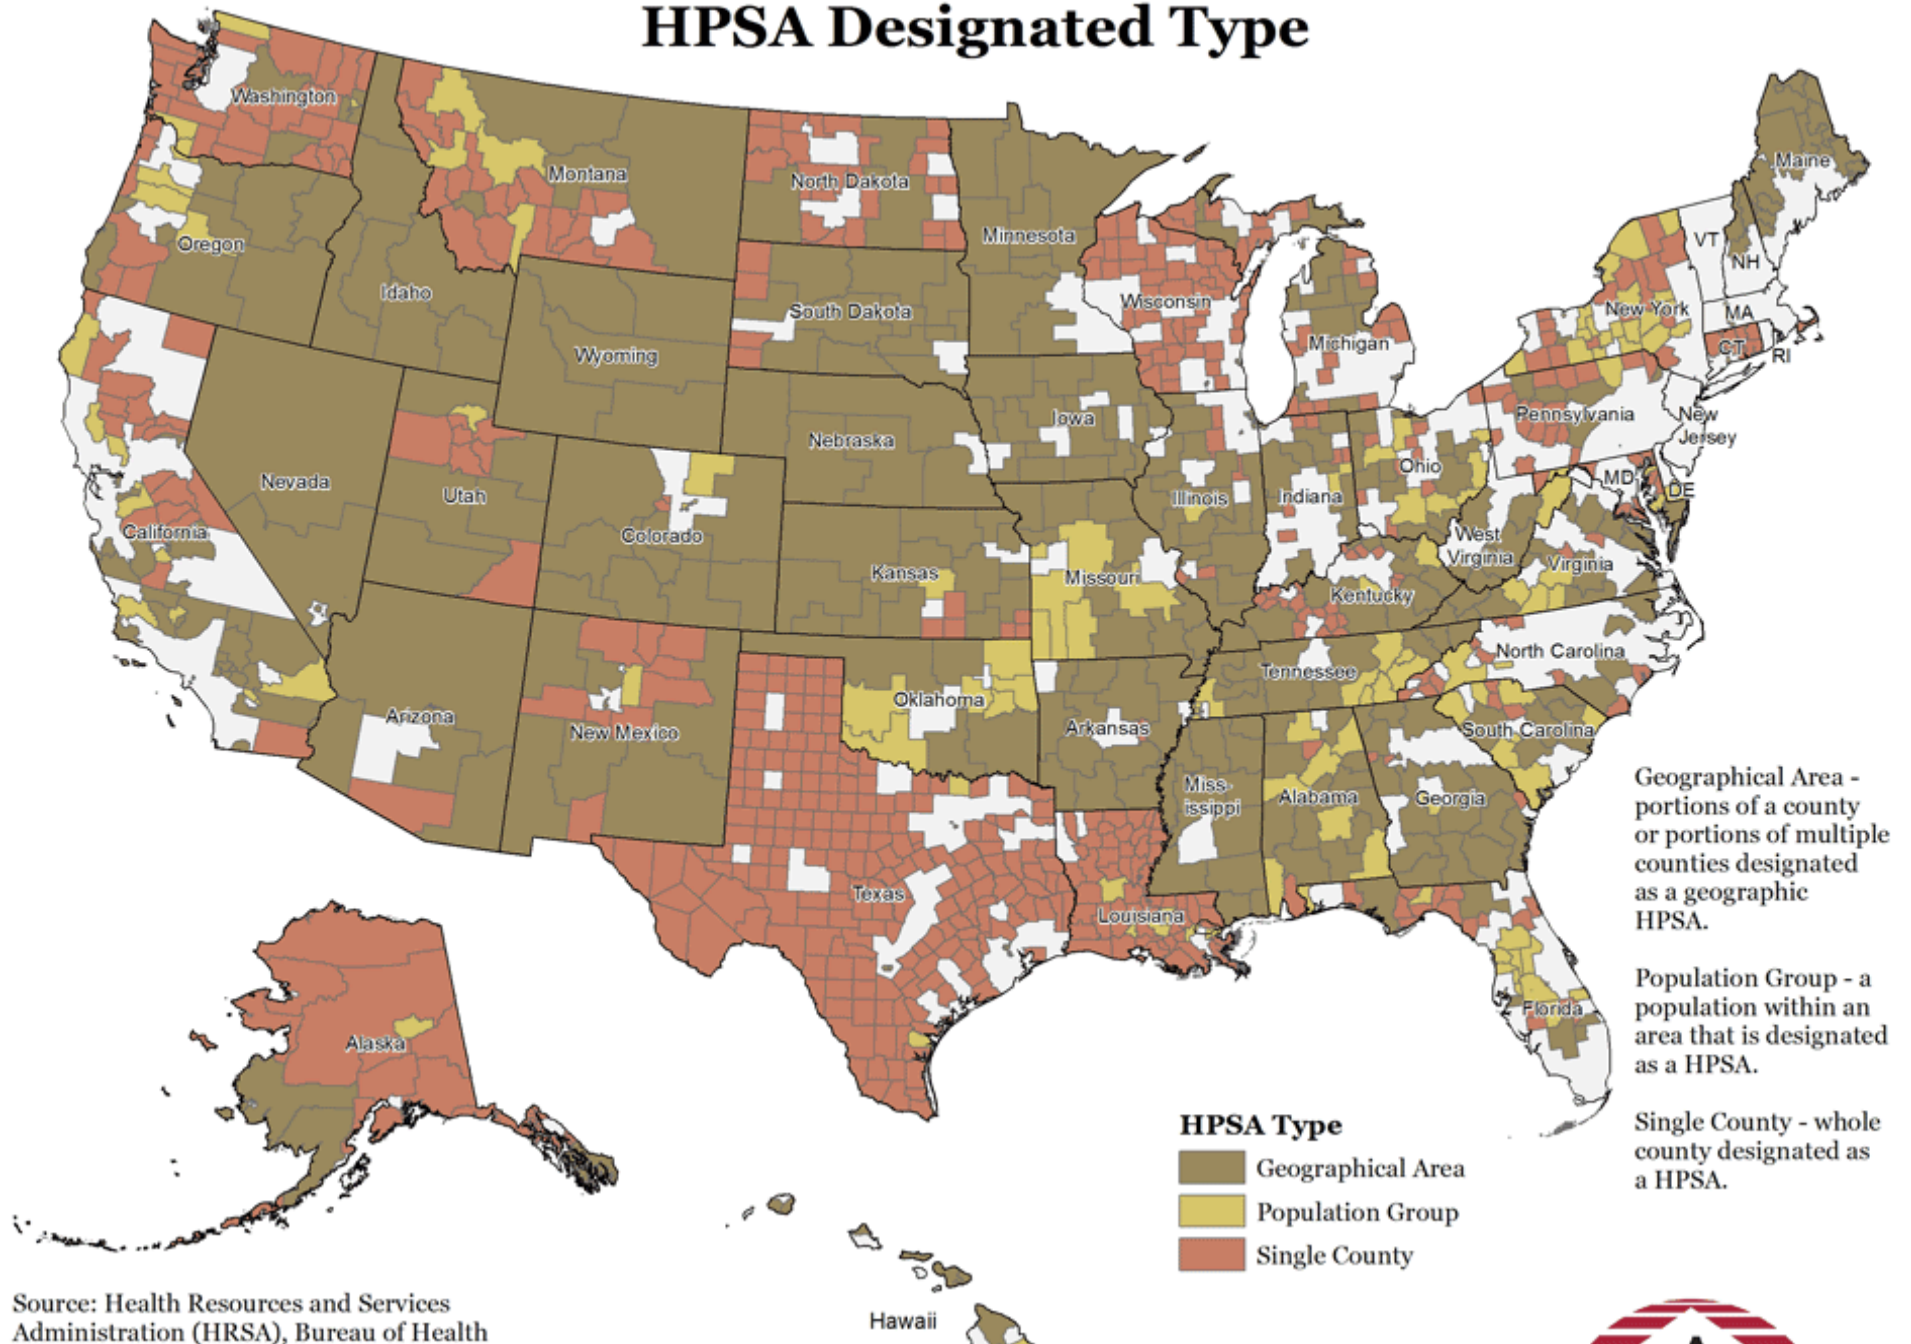 HPSA Designated Type
Washington
Montana
North Dakota
Minnesota
Maine
Oregon
Idaho
Wyoming
South Dakota
Wisconsin
Michigan
New York
VT
NH
MA
CT
RI
Nevada
Utah
Colorado
Nebraska
Iowa
Illinois
Indiana
Ohio
Pennsylvania
New
Jersey
MD
DE
California
Kansas
Missouri
Kentucky
West
Virginia
Virginia
Arizona
New Mexico
Oklahoma
Arkansas
Tennessee
North Carolina
South Carolina
Texas
Louisiana
Miss-
issippi
Alabama
Georgia
Florida
Alaska
Hawaii
Geographical Area -
portions of a county
or portions of multiple
counties designated
as a geographic
HPSA.
Population Group - a
population within an
area that is designated
as a HPSA.
Single County - whole
county designated as
a HPSA.
HPSA Type
Geographical Area
Population Group
Single County
Source: Health Resources and Services
Administration (HRSA), Bureau of Health